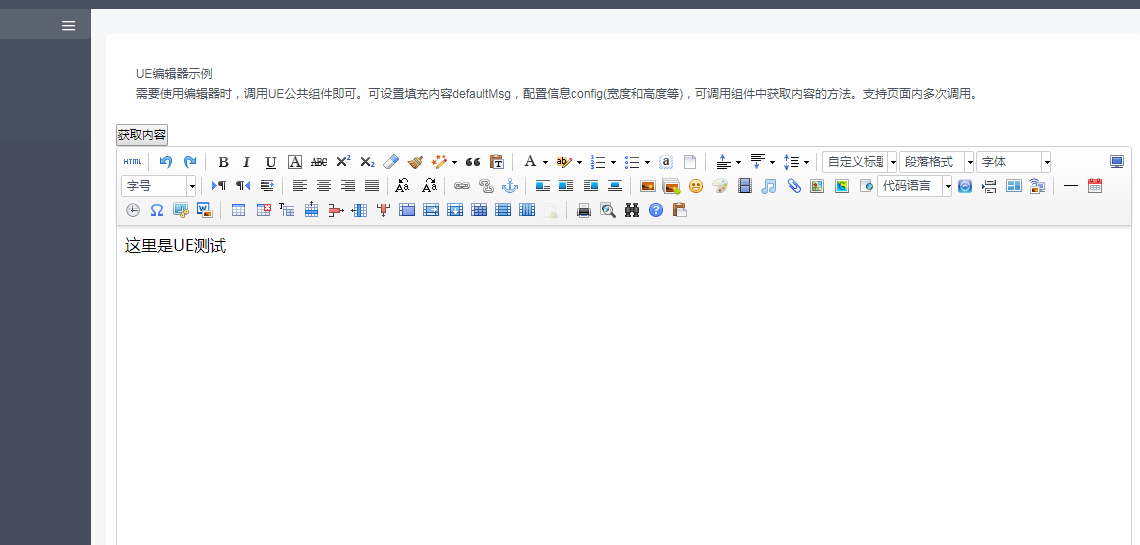 UE编辑器示例
需要使用编辑器时，调用UE公共组件即可。可设置填充内容defaultMsg，配置信息config(宽度和高度等)，可调用组件中获取内容的方法。支持页面内多次调用。
获取内容
HTML B I U A ABC X² X₂ A ab a 自定义标题 段落格式 字体
字号 代码语言
这里是UE测试